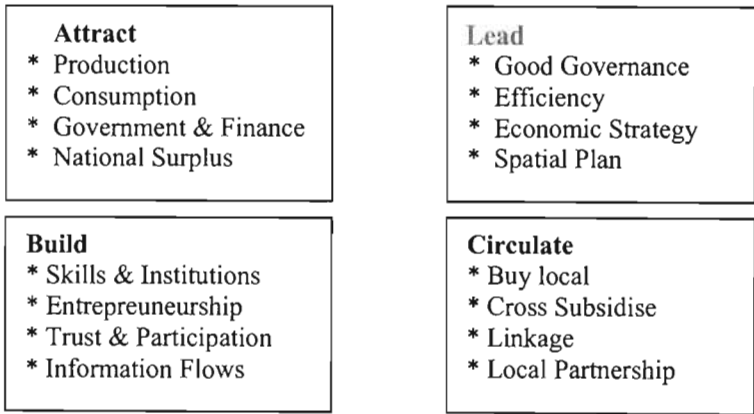 Attract
* Production
* Consumption
* Government & Finance
* National Surplus
Lead
* Good Governance
* Efficiency
* Economic Strategy
* Spatial Plan
Build
* Skills & Institutions
* Entrepreuneurship
* Trust & Participation
* Information Flows
Circulate
* Buy local
* Cross Subsidise
* Linkage
* Local Partnership